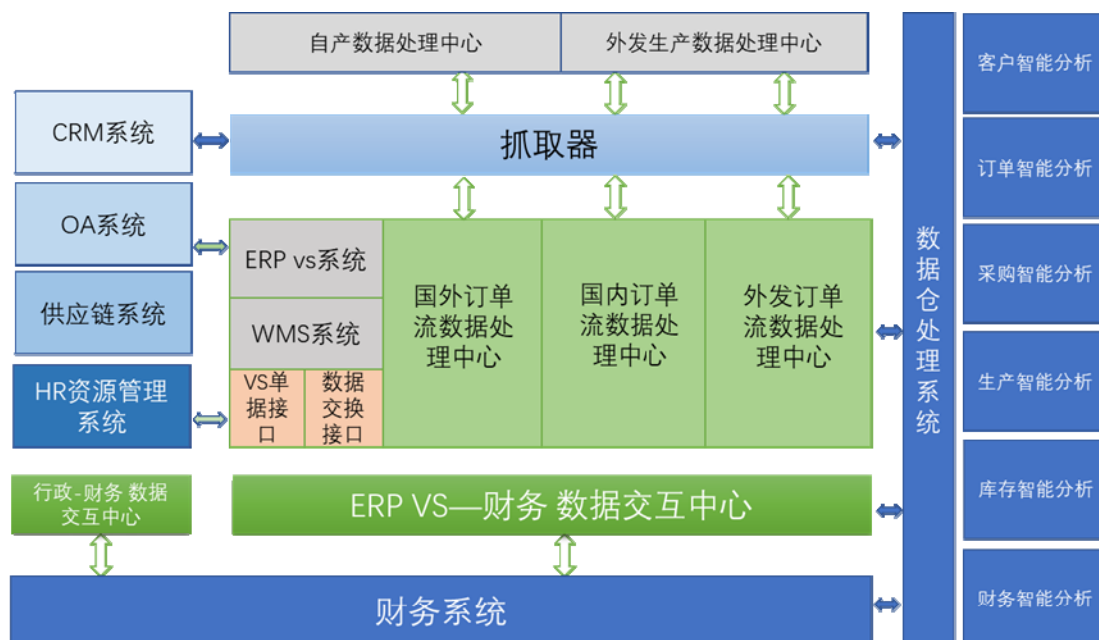 自产数据处理中心
外发生产数据处理中心
客户智能分析
CRM系统
抓取器
订单智能分析
OA系统
ERP vs系统
国外订单
流数据处
理中心
国内订单
流数据处
理中心
外发订单
流数据处
理中心
数据仓处理系统
采购智能分析
供应链系统
WMS系统
生产智能分析
HR资源管理
系统
VS单
据接
口
数据
交换
接口
库存智能分析
行政-财务 数据
交互中心
ERP VS—财务 数据交互中心
财务系统
财务智能分析